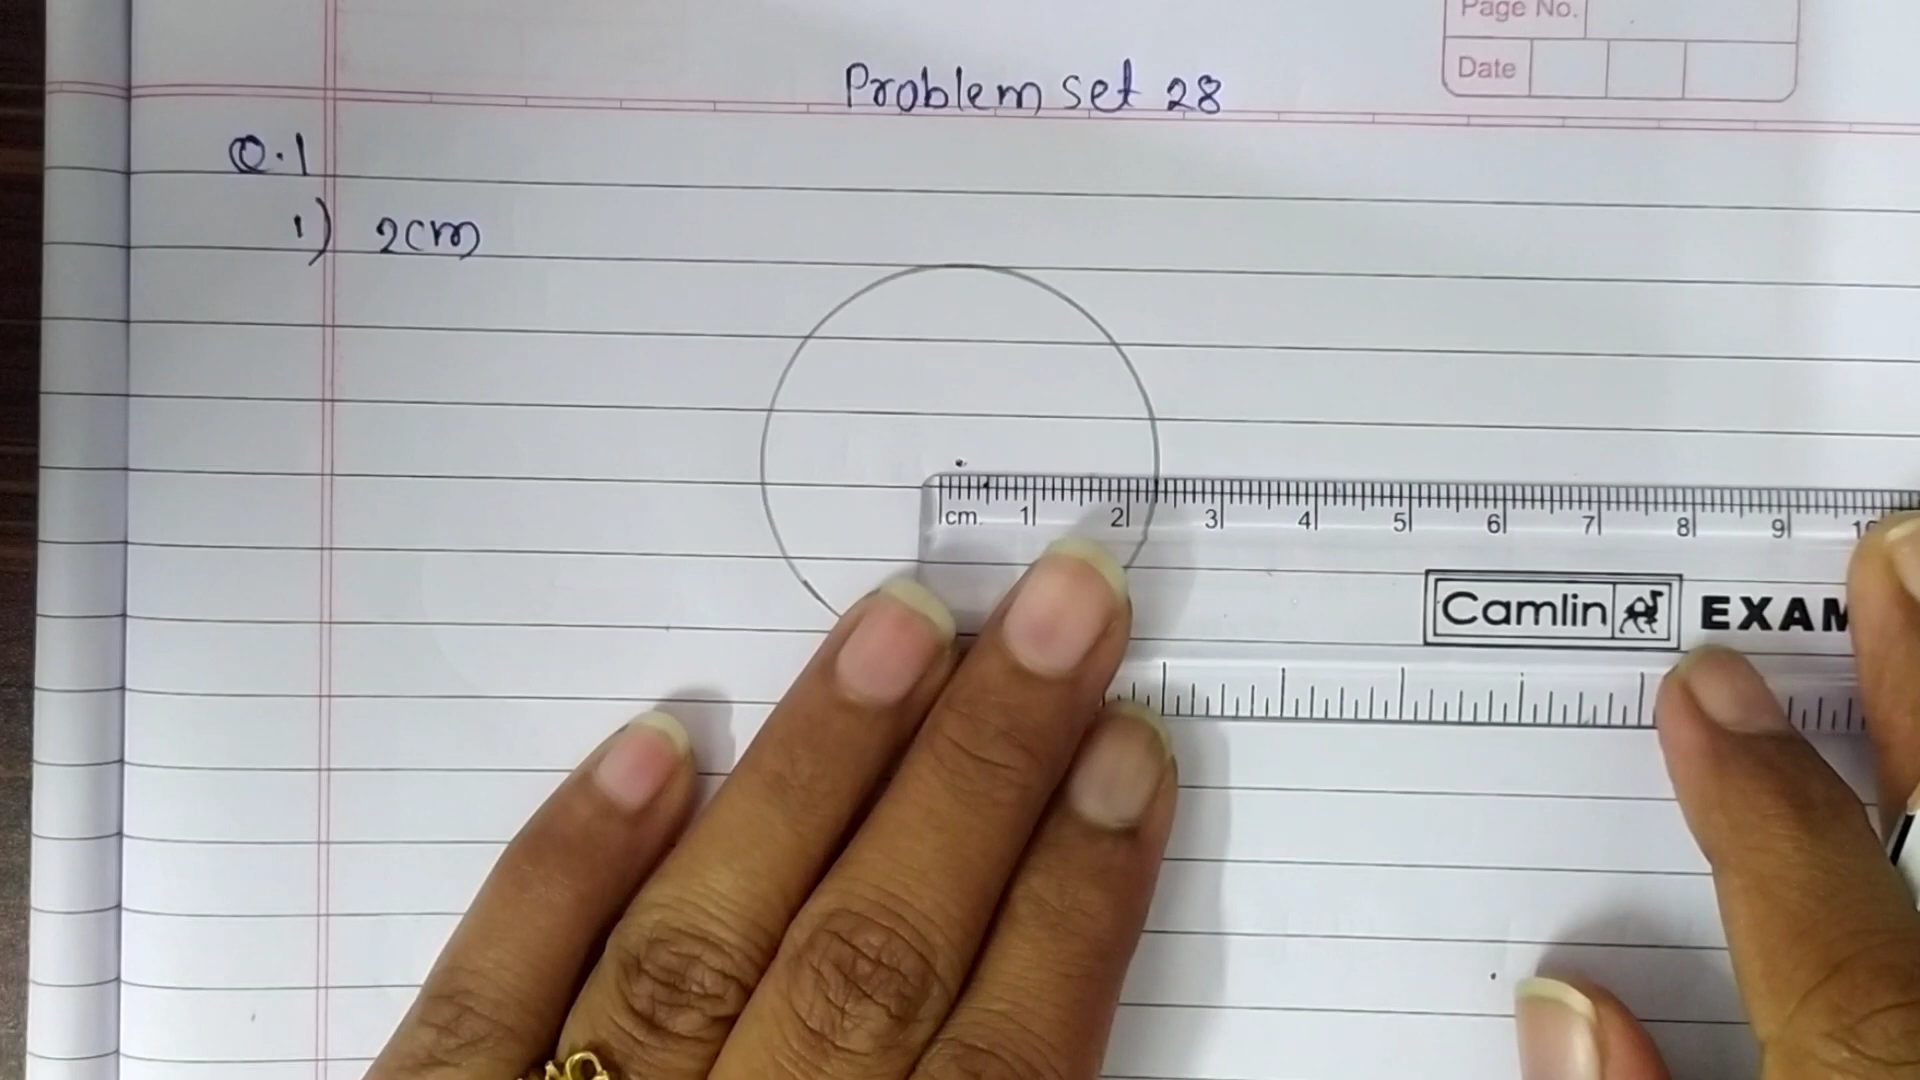 Page No.
Date
Problem set 28
Q.1
1) 2cm
cm 1 2 3 4 5 6 7 8 9
Camlin EXAM